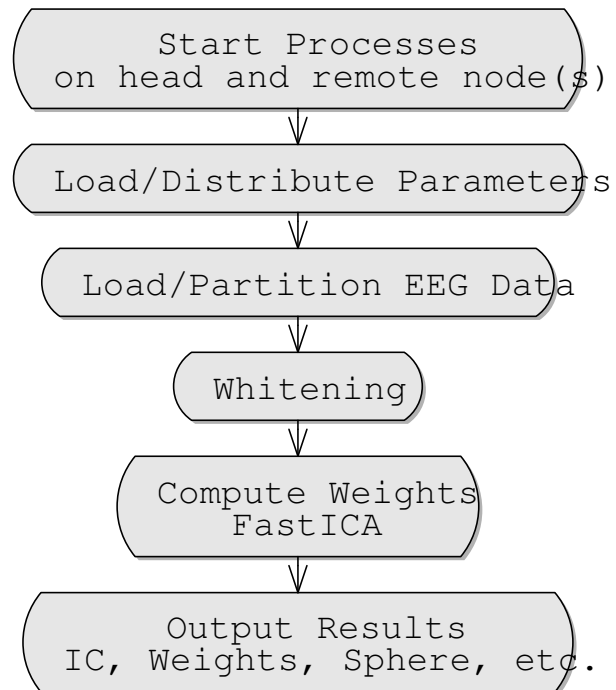 Start Processes
on head and remote node(s)
Load/Distribute Parameters
Load/Partition EEG Data
Whitening
Compute Weights
FastICA
Output Results
IC, Weights, Sphere, etc.